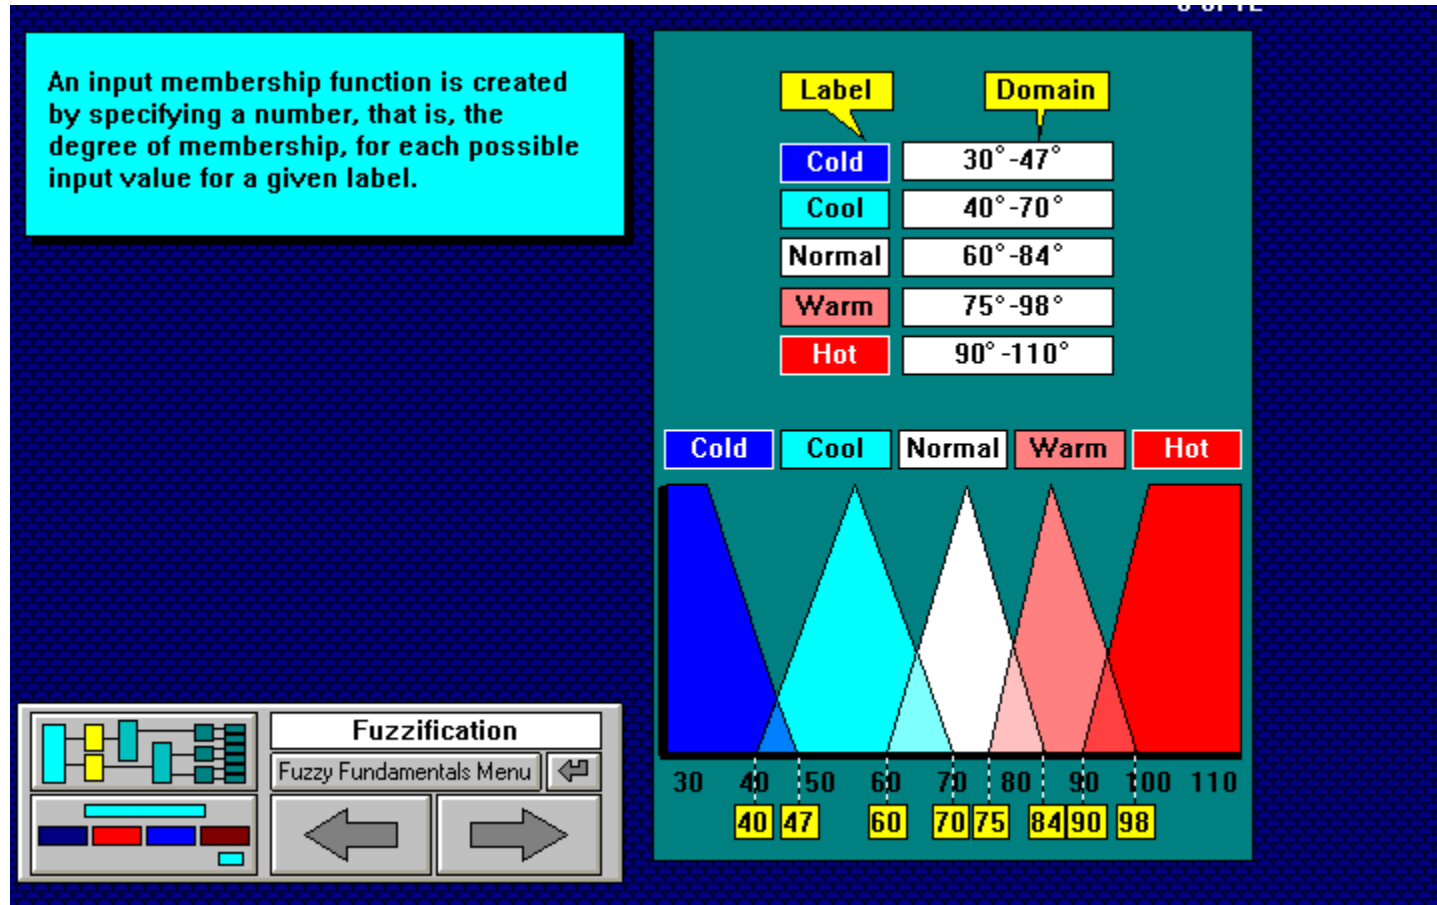 An input membership function is created
by specifying a number, that is, the
degree of membership, for each possible
input value for a given label.
Label Domain
Cold 30°-47°
Cool 40°-70°
Normal 60°-84°
Warm 75°-98°
Hot 90°-110°
Cold Cool Normal Warm Hot
30 40 50 60 70 80 90 100 110
40 47 60 70 75 84 90 98
Fuzzification
Fuzzy Fundamentals Menu